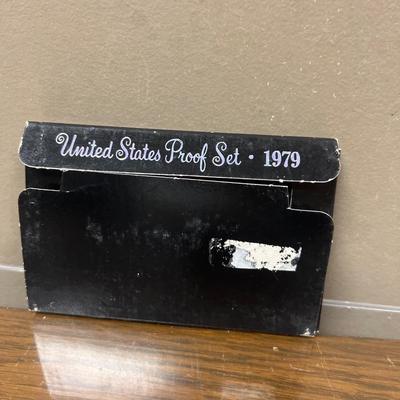 United States Proof Set · 1979